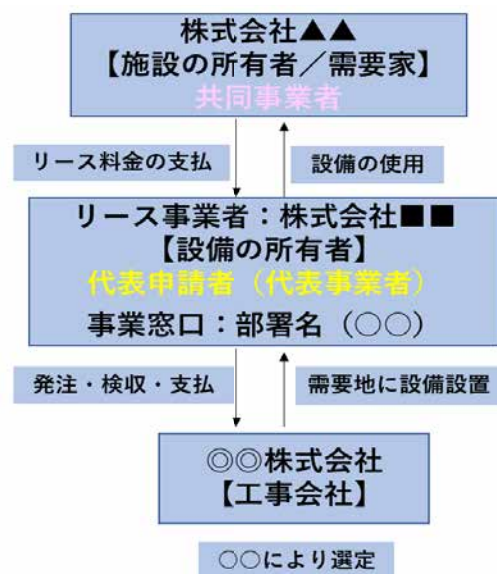 株式会社▲▲
【施設の所有者／需要家】
共同事業者
リース料金の支払
設備の使用
リース事業者：株式会社■■
【設備の所有者】
代表申請者（代表事業者）
事業窓口：部署名（○○）
発注・検収・支払
需要地に設備設置
◎○株式会社
【工事会社】
○○により選定